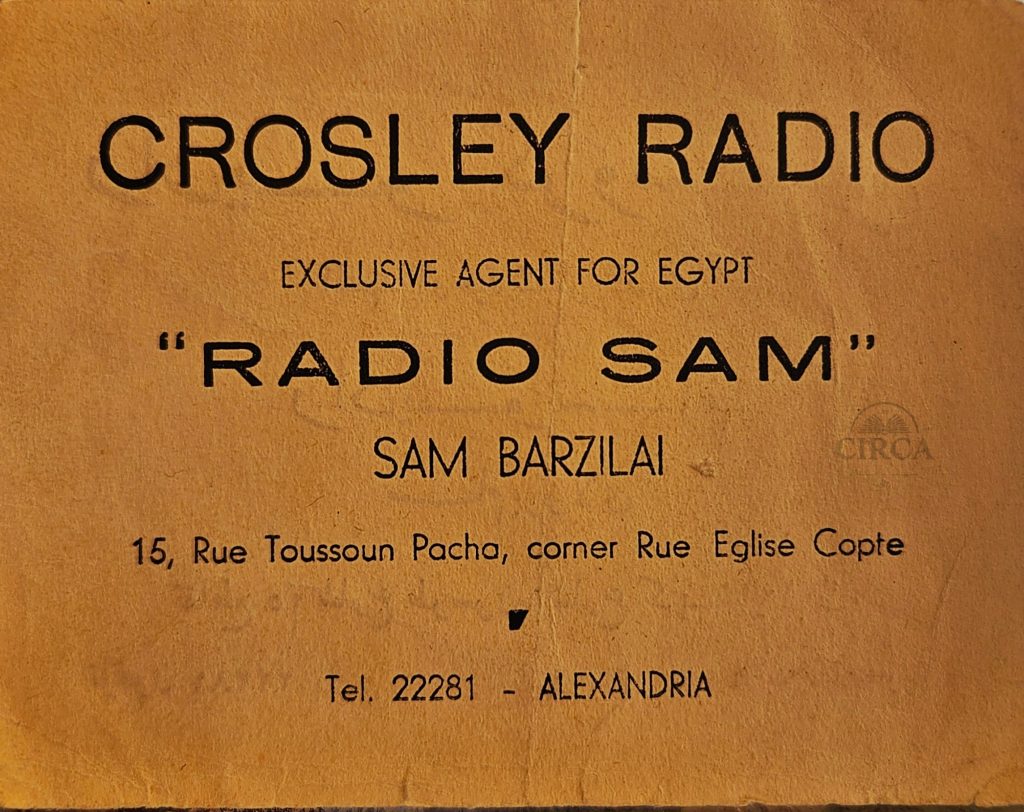 CROSLEY RADIO
EXCLUSIVE AGENT FOR EGYPT
"RADIO SAM"
SAM BARZILAI
CIRCA
15, Rue Toussoun Pacha, corner Rue Eglise Copte
Tel. 22281 - ALEXANDRIA